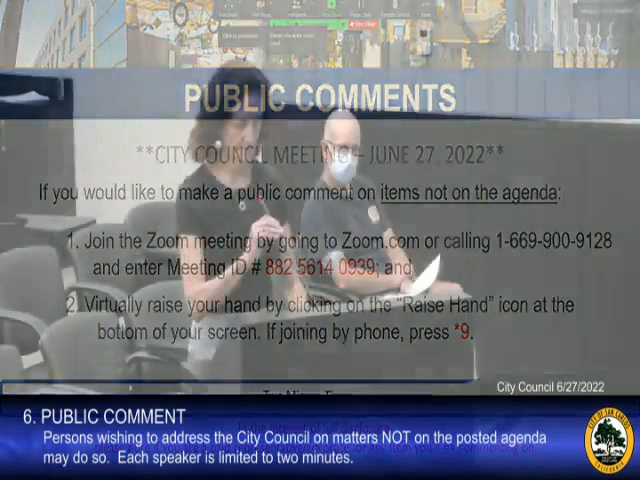 PUBLIC COMMENTS
**CITY COUNCIL MEETING – JUNE 27, 2022**
If you would like to make a public comment on items not on the agenda:
1. Join the Zoom meeting by going to Zoom.com or calling 1-669-900-9128
and enter Meeting ID # 882 5614 0939; and
2. Virtually raise your hand by clicking on the “Raise Hand” icon at the
bottom of your screen. If joining by phone, press *9.
City Council 6/27/2022
6. PUBLIC COMMENT
Persons wishing to address the City Council on matters NOT on the posted agenda
may do so. Each speaker is limited to two minutes.
CITY OF SAN CARLOS
CALIFORNIA